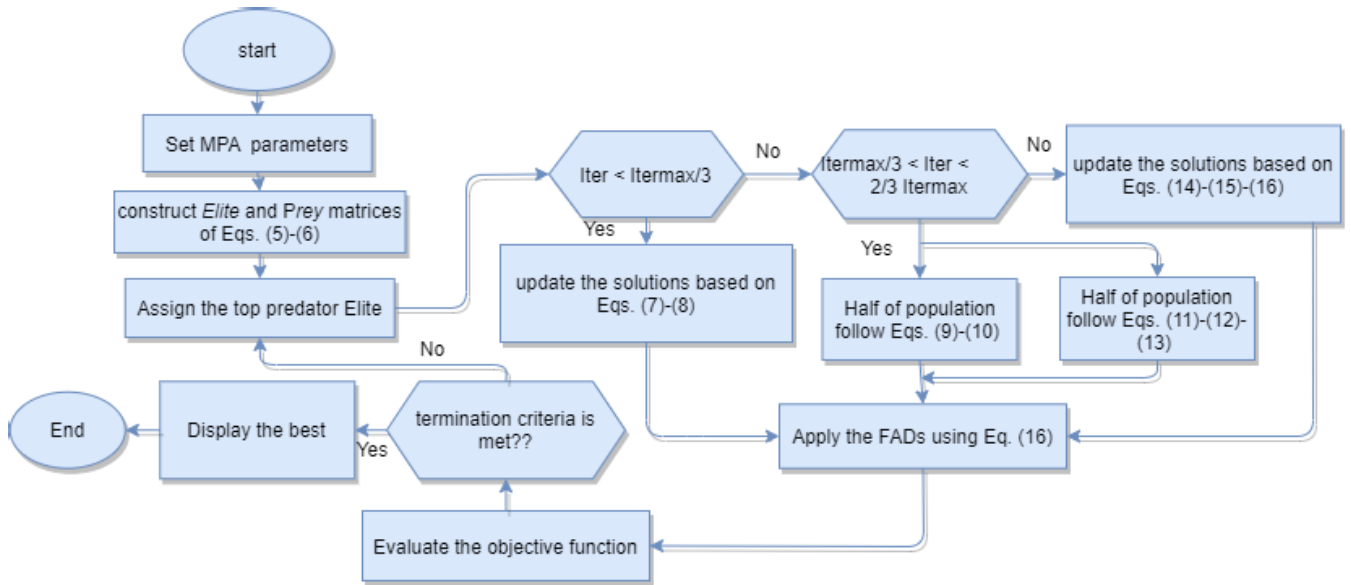 start
Set MPA parameters
construct Elite and Prey matrices
of Eqs. (5)-(6)
Assign the top predator Elite
Iter < Itermax/3
No
Yes
update the solutions based on
Eqs. (7)-(8)
Itermax/3 < Iter <
2/3 Itermax
No
Yes
update the solutions based on
Eqs. (14)-(15)-(16)
Half of population
follow Eqs. (9)-(10)
Half of population
follow Eqs. (11)-(12)-
(13)
Apply the FADs using Eq. (16)
Evaluate the objective function
termination criteria is
met??
No
Yes
Display the best
End